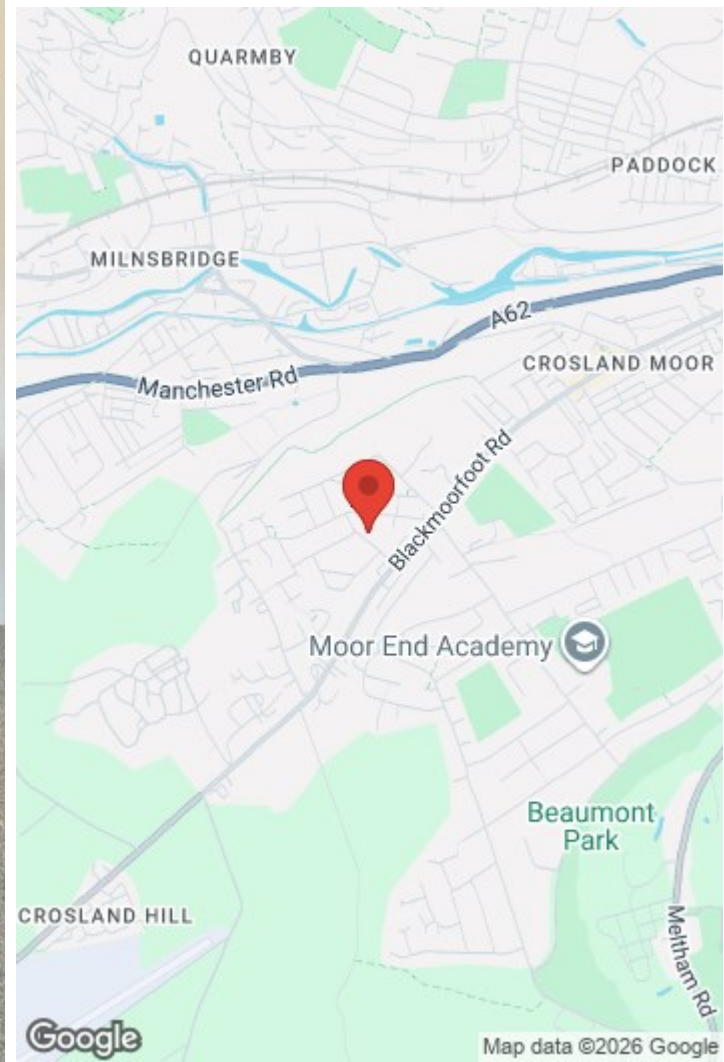 QUARMBY
PADDOCK
MILNSBRIDGE
A62
CROSLAND MOOR
Manchester Rd
Blackmoorfoot Rd
Moor End Academy
Beaumont
Park
CROSLAND HILL
Meltham Rd
Google
Map data ©2026 Google